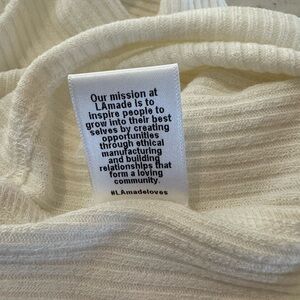 Our mission at
LAmade is to
inspire people to
grow into their best
selves by creating
opportunities
through ethical
manufacturing
and building
relationships that
form a loving
community.
#LAmadeloves